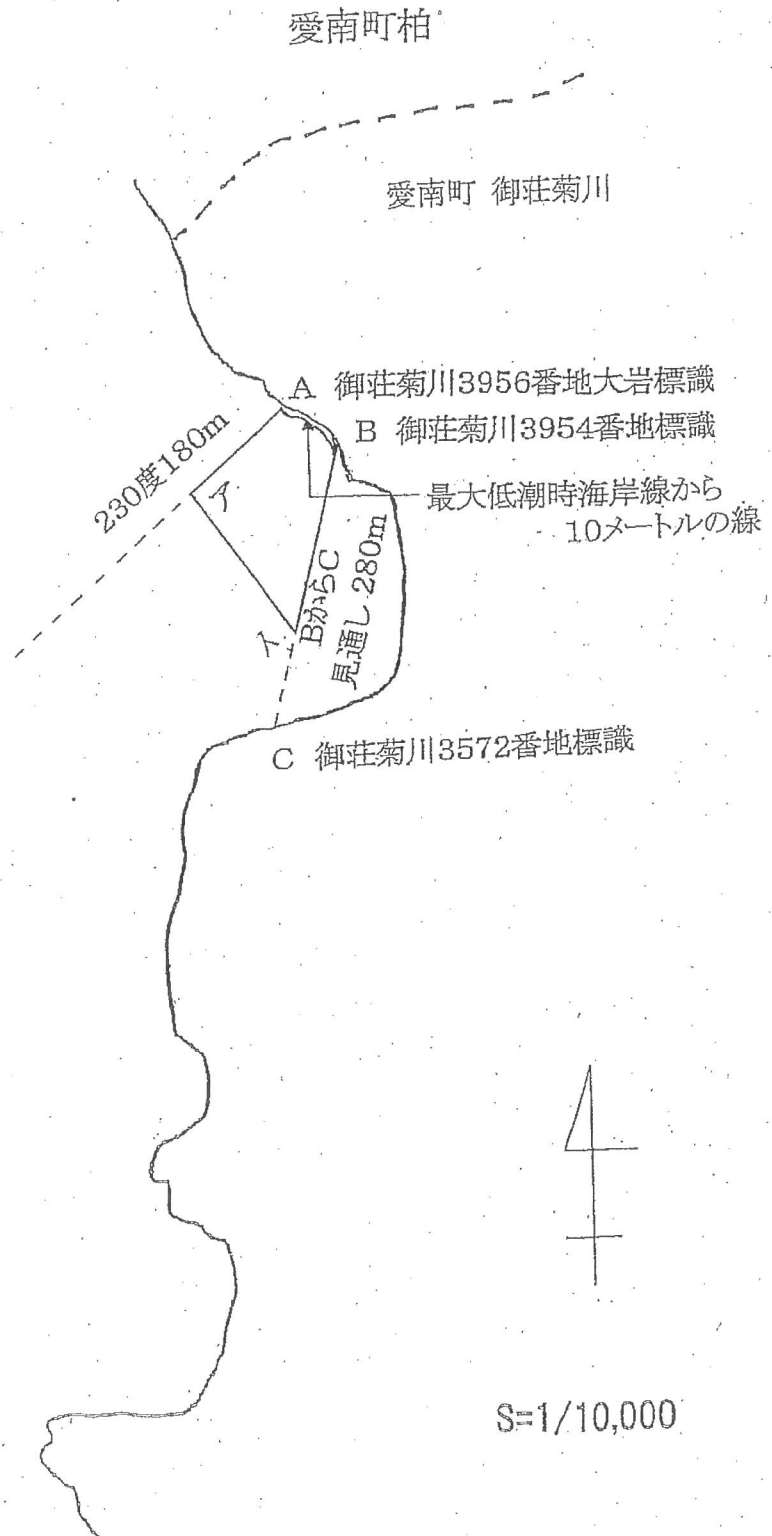 愛南町柏
愛南町 御荘菊川
A 御荘菊川3956番地大岩標識
B 御荘菊川3954番地標識
230度180m
ア
最大低潮時海岸線から
10メートルの線
BからC
見通し 280m
イ
C 御荘菊川3572番地標識
S=1/10,000